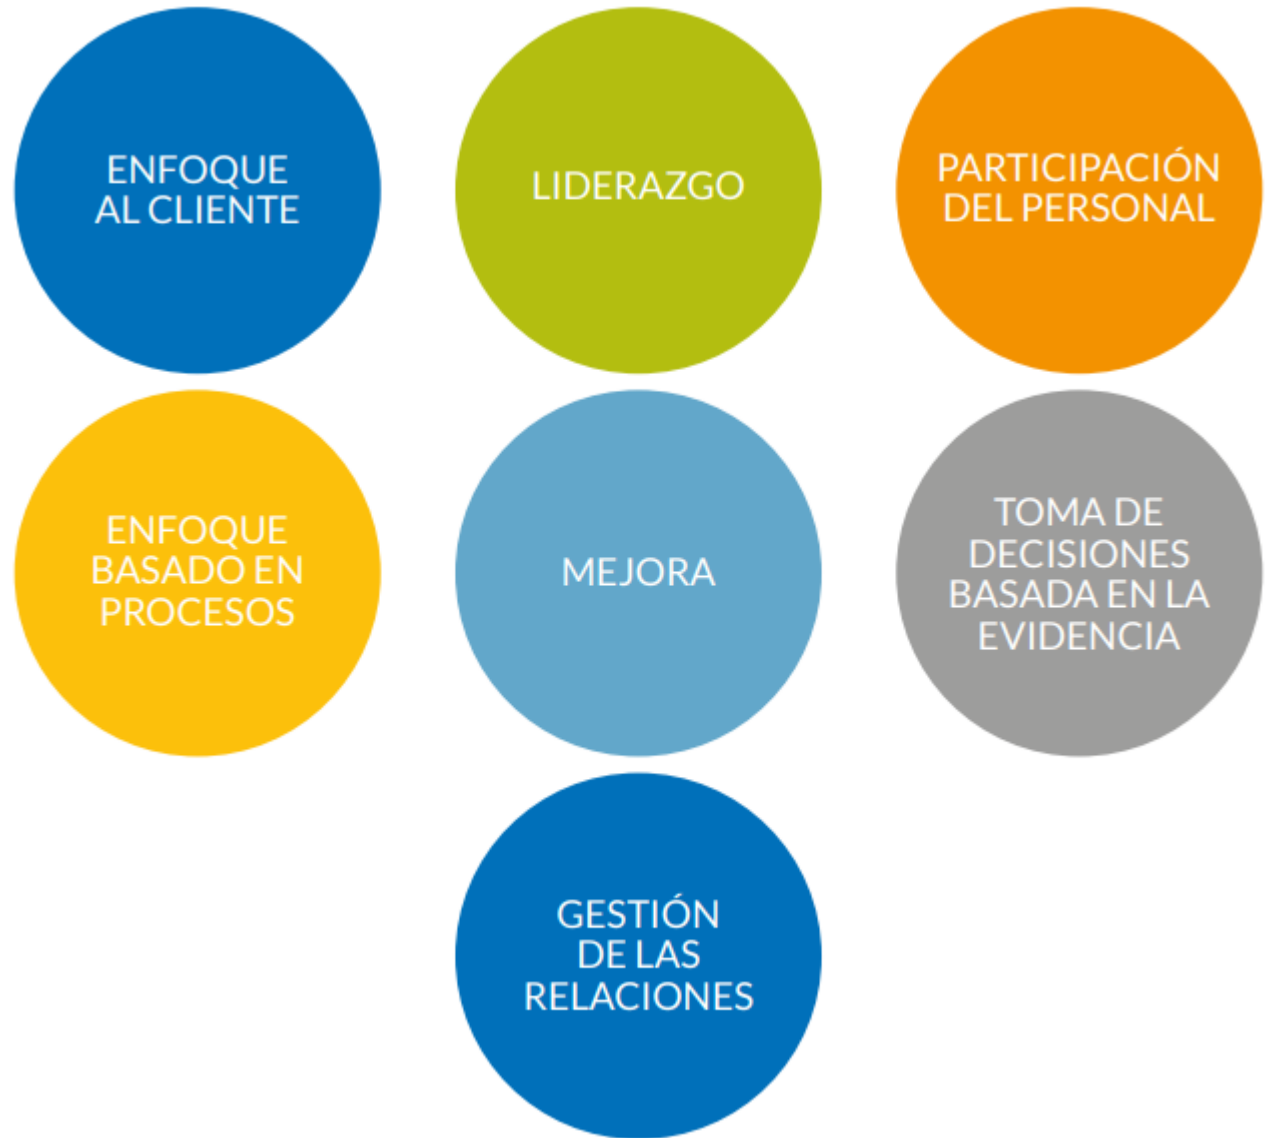 ENFOQUE
AL CLIENTE
LIDERAZGO
PARTICIPACIÓN
DEL PERSONAL
ENFOQUE
BASADO EN
PROCESOS
MEJORA
TOMA DE
DECISIONES
BASADA EN LA
EVIDENCIA
GESTIÓN
DE LAS
RELACIONES